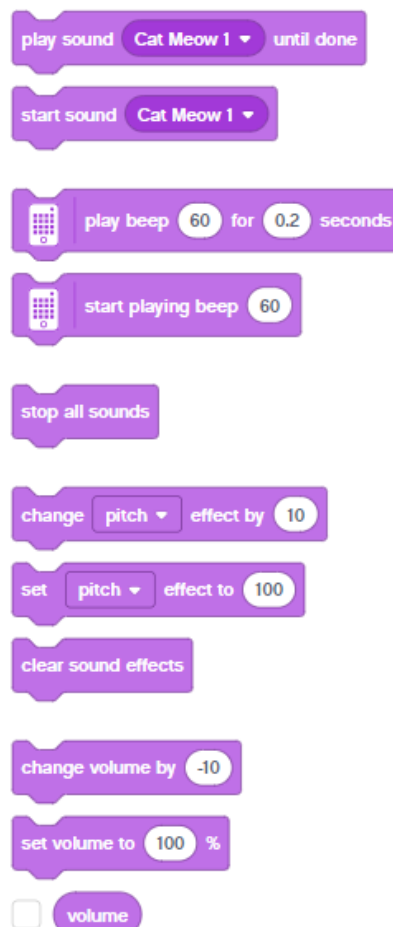 play sound Cat Meow 1 until done
start sound Cat Meow 1
play beep 60 for 0.2 seconds
start playing beep 60
stop all sounds
change pitch effect by 10
set pitch effect to 100
clear sound effects
change volume by -10
set volume to 100 %
volume